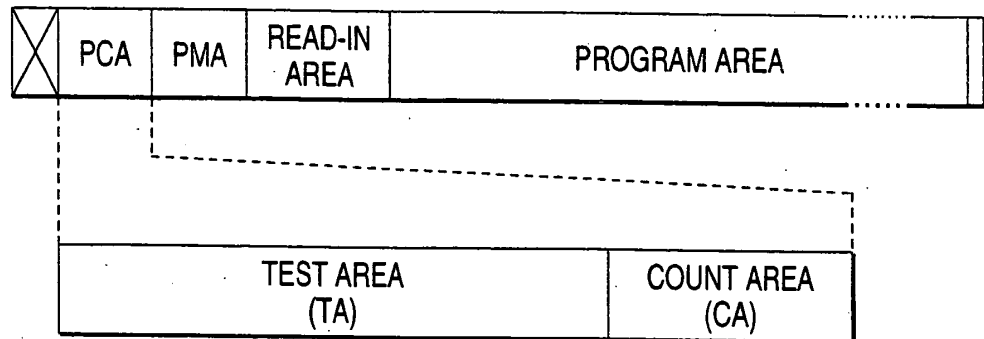 PCA
PMA
READ-IN
AREA
PROGRAM AREA
TEST AREA
(TA)
COUNT AREA
(CA)